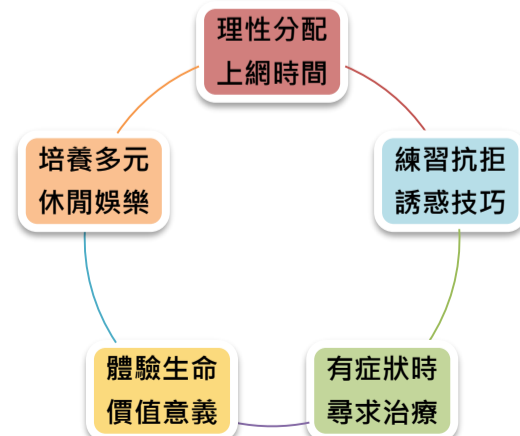 理性分配
上網時間
練習抗拒
誘惑技巧
有症狀時
尋求治療
體驗生命
價值意義
培養多元
休閒娛樂